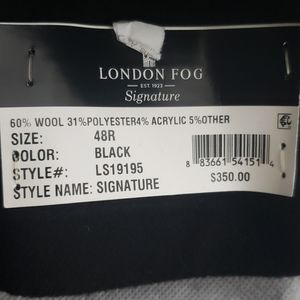 LONDON FOG
EST. 1923
Signature
60% WOOL 31%POLYESTER4% ACRYLIC 5%OTHER
SIZE: 48R
COLOR: BLACK
STYLE#: LS19195
STYLE NAME: SIGNATURE
8 83661 54151 4
$350.00